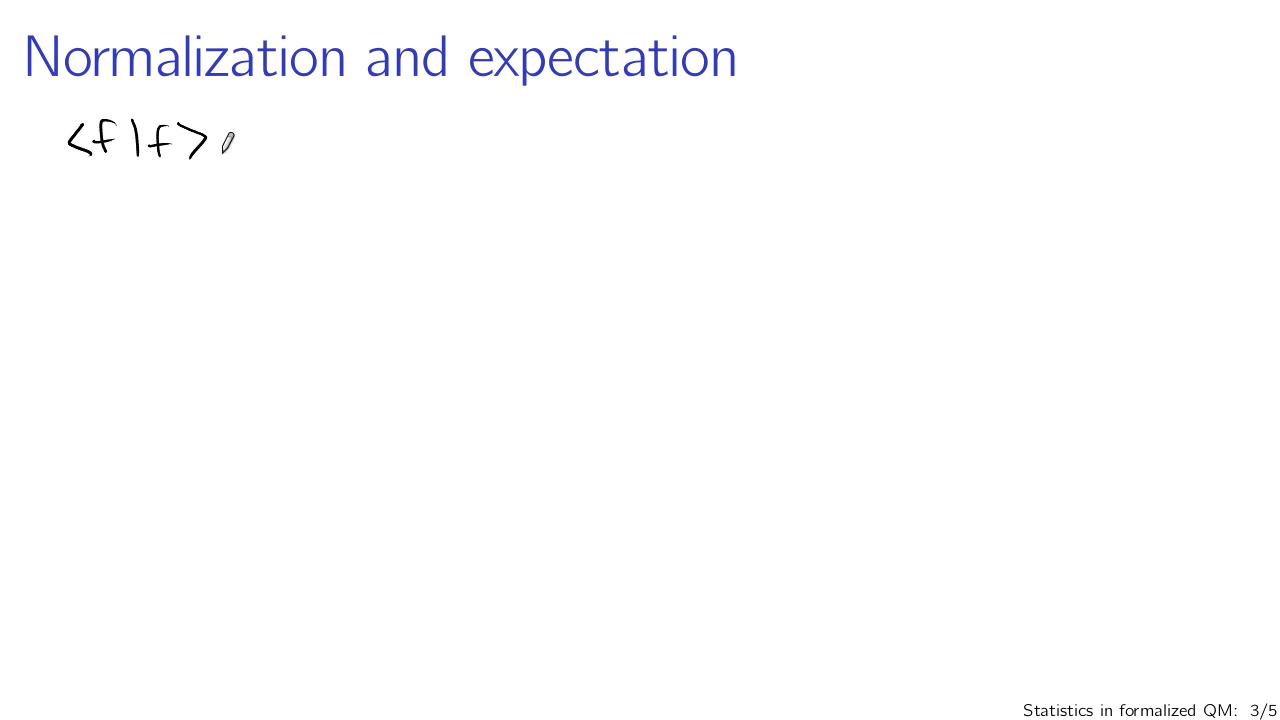 Normalization and expectation
<f|f>
Statistics in formalized QM: 3/5